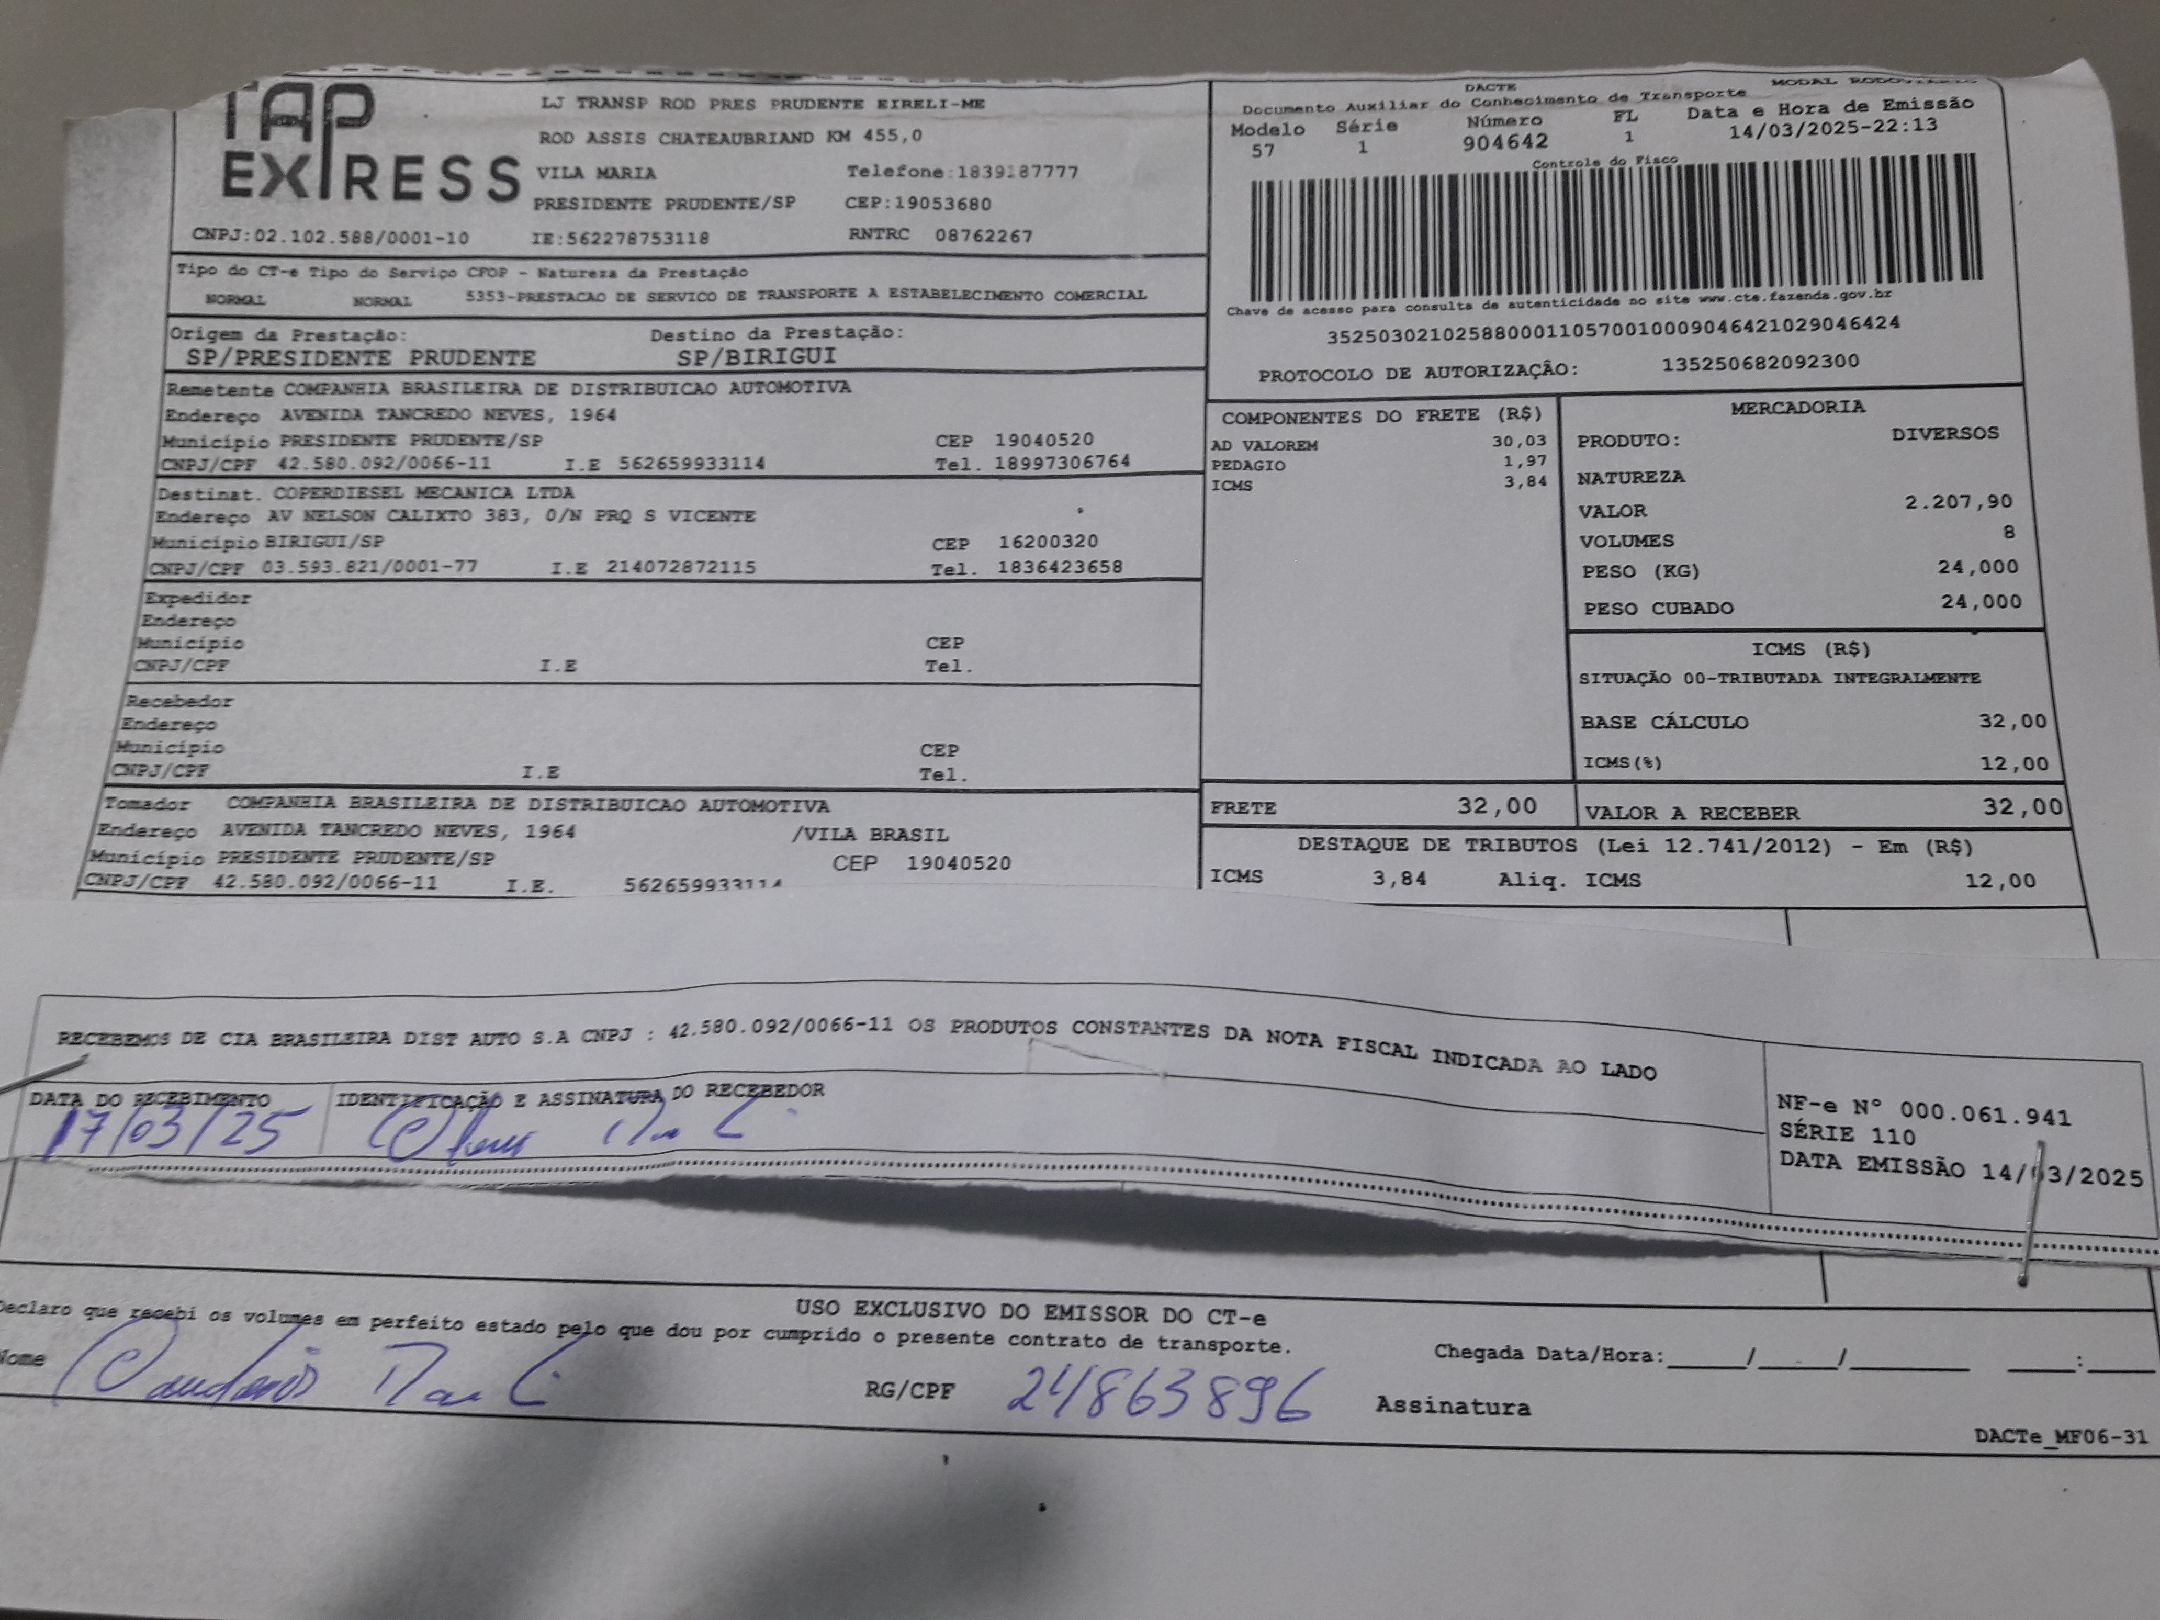 TAP EXPRESS
LJ TRANSP ROD PRES PRUDENTE EIRELI-ME
ROD ASSIS CHATEAUBRIAND KM 455,0
VILA MARIA Telefone:1839187777
PRESIDENTE PRUDENTE/SP CEP:19053680
CNPJ:02.102.588/0001-10 IE:562278753118 RNTRC 08762267
Tipo do CT-e Tipo do Serviço CFOP - Natureza da Prestação
NORMAL NORMAL 5353-PRESTACAO DE SERVICO DE TRANSPORTE A ESTABELECIMENTO COMERCIAL
Origem da Prestação: Destino da Prestação:
SP/PRESIDENTE PRUDENTE SP/BIRIGUI
Remetente COMPANHIA BRASILEIRA DE DISTRIBUICAO AUTOMOTIVA
Endereço AVENIDA TANCREDO NEVES, 1964
Município PRESIDENTE PRUDENTE/SP CEP 19040520
CNPJ/CPF 42.580.092/0066-11 I.E 562659933114 Tel. 18997306764
Destinat. COPERDIESEL MECANICA LTDA
Endereço AV NELSON CALIXTO 383, 0/N PRQ S VICENTE
Município BIRIGUI/SP CEP 16200320
CNPJ/CPF 03.593.821/0001-77 I.E 214072872115 Tel. 1836423658
Expedidor
Endereço
Município CEP
CNPJ/CPF I.E Tel.
Recebedor
Endereço
Município CEP
CNPJ/CPF I.E Tel.
Tomador COMPANHIA BRASILEIRA DE DISTRIBUICAO AUTOMOTIVA
Endereço AVENIDA TANCREDO NEVES, 1964 /VILA BRASIL
Município PRESIDENTE PRUDENTE/SP CEP 19040520
CNPJ/CPF 42.580.092/0066-11 I.E. 562659933114
DACTE MODAL RODOVIARIO
Documento Auxiliar do Conhecimento de Transporte
Modelo Série Número FL Data e Hora de Emissão
57 1 904642 1 14/03/2025-22:13
Controle do Fisco
Chave de acesso para consulta de autenticidade no site www.cte.fazenda.gov.br
35250302102588000110570010009046421029046424
PROTOCOLO DE AUTORIZAÇÃO: 135250682092300
COMPONENTES DO FRETE (R$)
AD VALOREM 30,03
PEDAGIO 1,97
ICMS 3,84
MERCADORIA
PRODUTO: DIVERSOS
NATUREZA
VALOR 2.207,90
VOLUMES 8
PESO (KG) 24,000
PESO CUBADO 24,000
ICMS (R$)
SITUAÇÃO 00-TRIBUTADA INTEGRALMENTE
BASE CÁLCULO 32,00
ICMS(%) 12,00
FRETE 32,00 VALOR A RECEBER 32,00
DESTAQUE DE TRIBUTOS (Lei 12.741/2012) - Em (R$)
ICMS 3,84 Aliq. ICMS 12,00
RECEBEMOS DE CIA BRASILEIRA DIST AUTO S.A CNPJ : 42.580.092/0066-11 OS PRODUTOS CONSTANTES DA NOTA FISCAL INDICADA AO LADO
DATA DO RECEBIMENTO IDENTIFICAÇÃO E ASSINATURA DO RECEBEDOR
17/03/25
NF-e N° 000.061.941
SÉRIE 110
DATA EMISSÃO 14/03/2025
USO EXCLUSIVO DO EMISSOR DO CT-e
Declaro que recebi os volumes em perfeito estado pelo que dou por cumprido o presente contrato de transporte.
Nome RG/CPF 24863896 Assinatura
Chegada Data/Hora:_____/_____/_________ _____:_____
DACTe_MF06-31